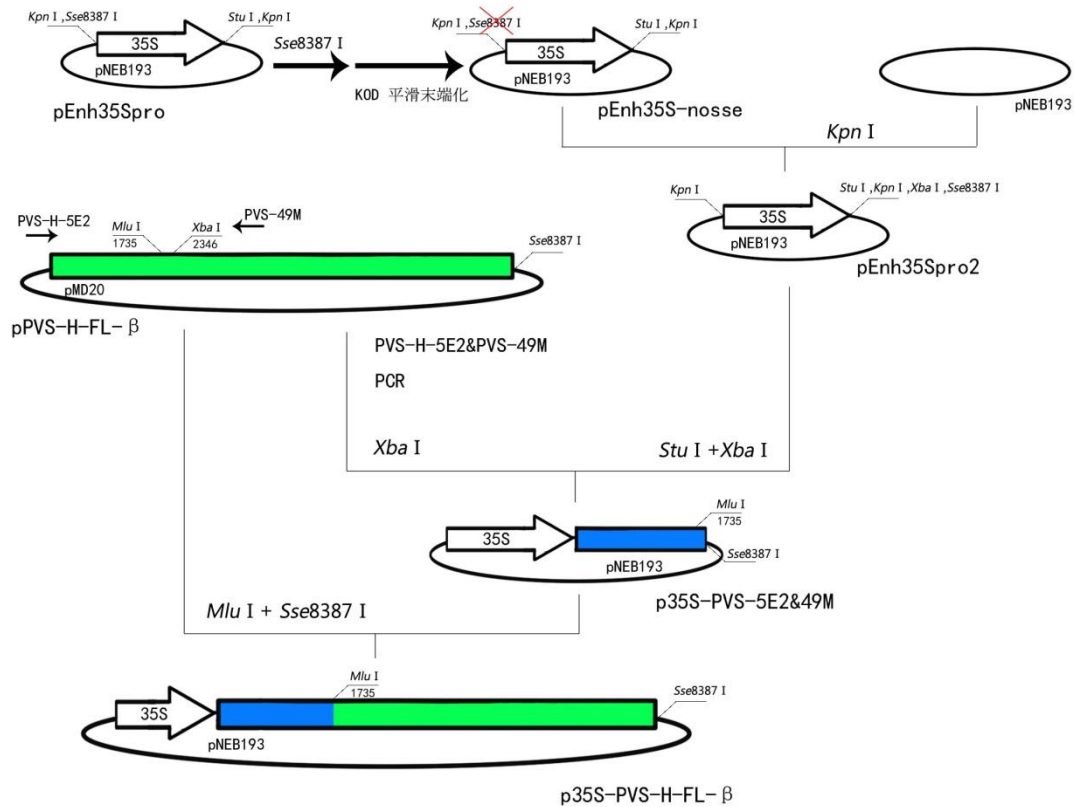 Kpn I ,Sse8387 I
Stu I ,Kpn I
35S
pNEB193
pEnh35Spro
Sse8387 I
KOD 平滑末端化
Kpn I ,Sse8387 I
Stu I ,Kpn I
35S
pNEB193
pEnh35S-nosse
pNEB193
Kpn I
Kpn I
Stu I ,Kpn I ,Xba I ,Sse8387 I
35S
pNEB193
pEnh35Spro2
PVS-H-5E2
Mlu I
1735
Xba I
2346
PVS-49M
Sse8387 I
pMD20
pPVS-H-FL-β
PVS-H-5E2&PVS-49M
PCR
Xba I
Stu I +Xba I
35S
Mlu I
1735
Sse8387 I
pNEB193
p35S-PVS-5E2&49M
Mlu I + Sse8387 I
35S
Mlu I
1735
Sse8387 I
pNEB193
p35S-PVS-H-FL-β